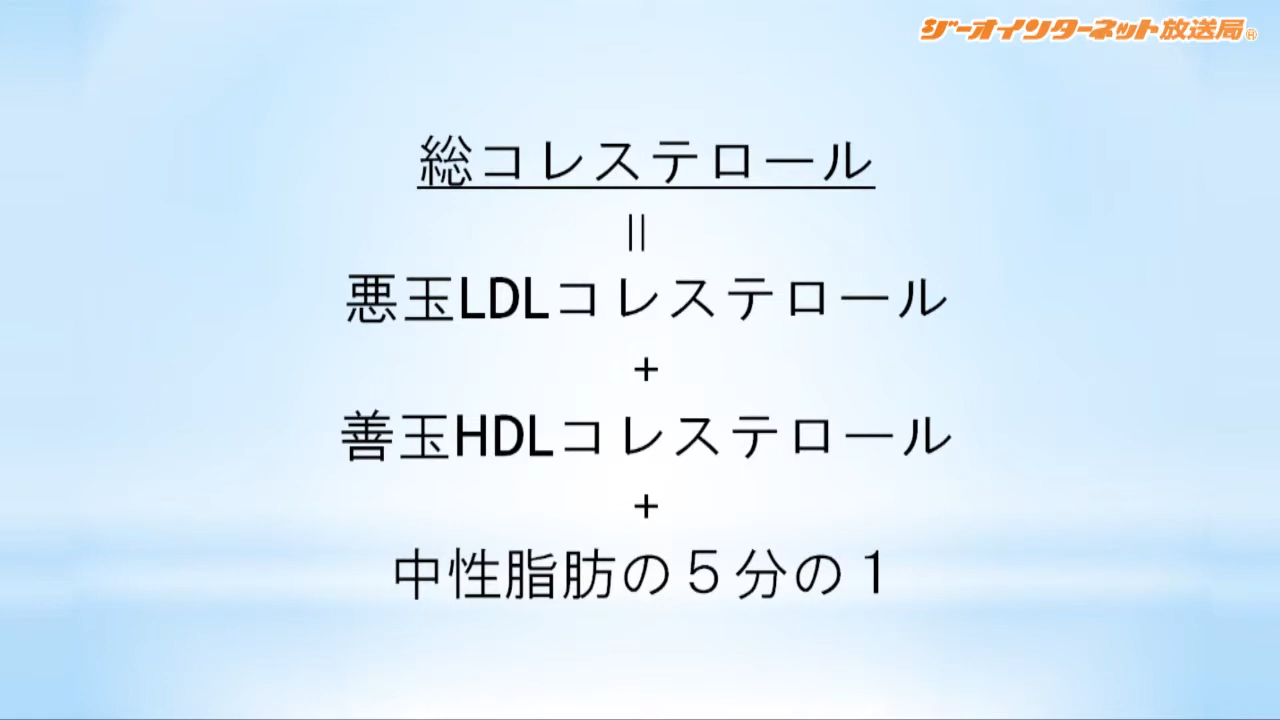 ジーオインターネット放送局®
総コレステロール
＝
悪玉LDLコレステロール
+
善玉HDLコレステロール
+
中性脂肪の５分の１